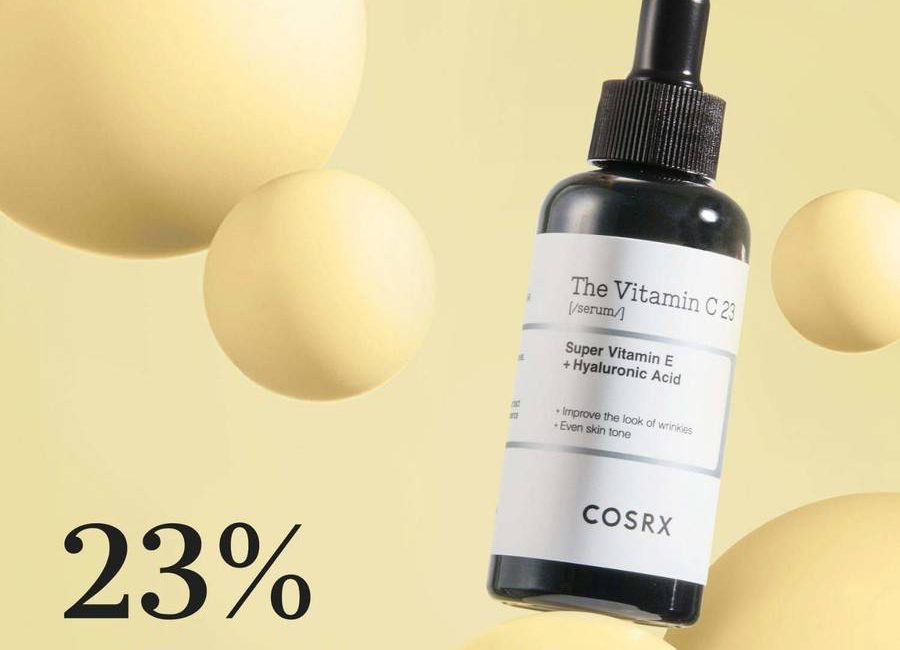 The Vitamin C 23
[/serum/]
Super Vitamin E
+Hyaluronic Acid
• Improve the look of wrinkles
• Even skin tone
COSRX
23%